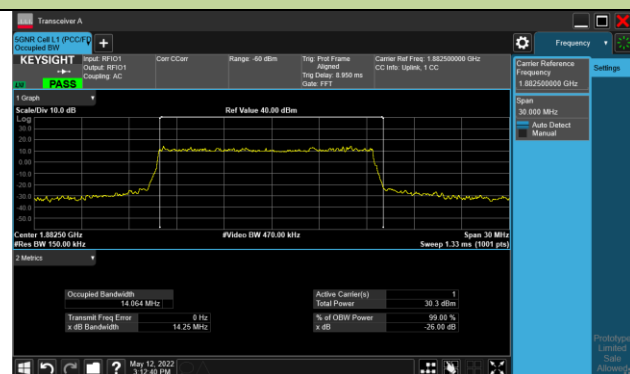 Transceiver A
5GNR Cell L1 (PCC/FD
Occupied BW
Frequency
KEYSIGHT
Input: RFIO1
Output: RFIO1
Coupling: AC
Corr CCorr
Range: -60 dBm
Trig: Prot Frame
Aligned
Trig Delay: 8.950 ms
Gate: FFT
Carrier Ref Freq: 1.882500000 GHz
CC Info: Uplink, 1 CC
PASS
Carrier Reference
Frequency
1.882500000 GHz
Settings
Span
30.000 MHz
Auto Detect
Manual
1 Graph
Scale/Div 10.0 dB
Ref Value 40.00 dBm
Log
30.0
20.0
10.0
0.00
-10.0
-20.0
-30.0
-40.0
-50.0
Center 1.88250 GHz
#Video BW 470.00 kHz
Span 30 MHz
#Res BW 150.00 kHz
Sweep 1.33 ms (1001 pts)
2 Metrics
Occupied Bandwidth
14.064 MHz
Active Carrier(s) 1
Total Power 30.3 dBm
Transmit Freq Error 0 Hz
x dB Bandwidth 14.25 MHz
% of OBW Power 99.00 %
x dB -26.00 dB
Prototype
Limited
Sale
Allowed
May 12, 2022
3:12:40 PM